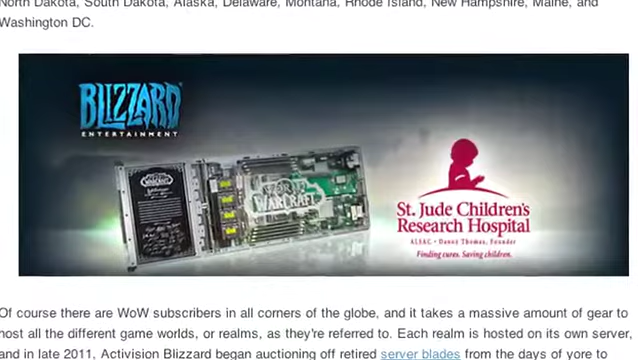 North Dakota, South Dakota, Alaska, Delaware, Montana, Rhode Island, New Hampshire, Maine, and
Washington DC.
BLIZZARD
ENTERTAINMENT
WORLD
WARCRAFT
WARCRAFT
St. Jude Children's
Research Hospital
ALSAC • Danny Thomas, Founder
Finding cures. Saving children.
Of course there are WoW subscribers in all corners of the globe, and it takes a massive amount of gear to
host all the different game worlds, or realms, as they're referred to. Each realm is hosted on its own server,
and in late 2011, Activision Blizzard began auctioning off retired server blades from the days of yore to